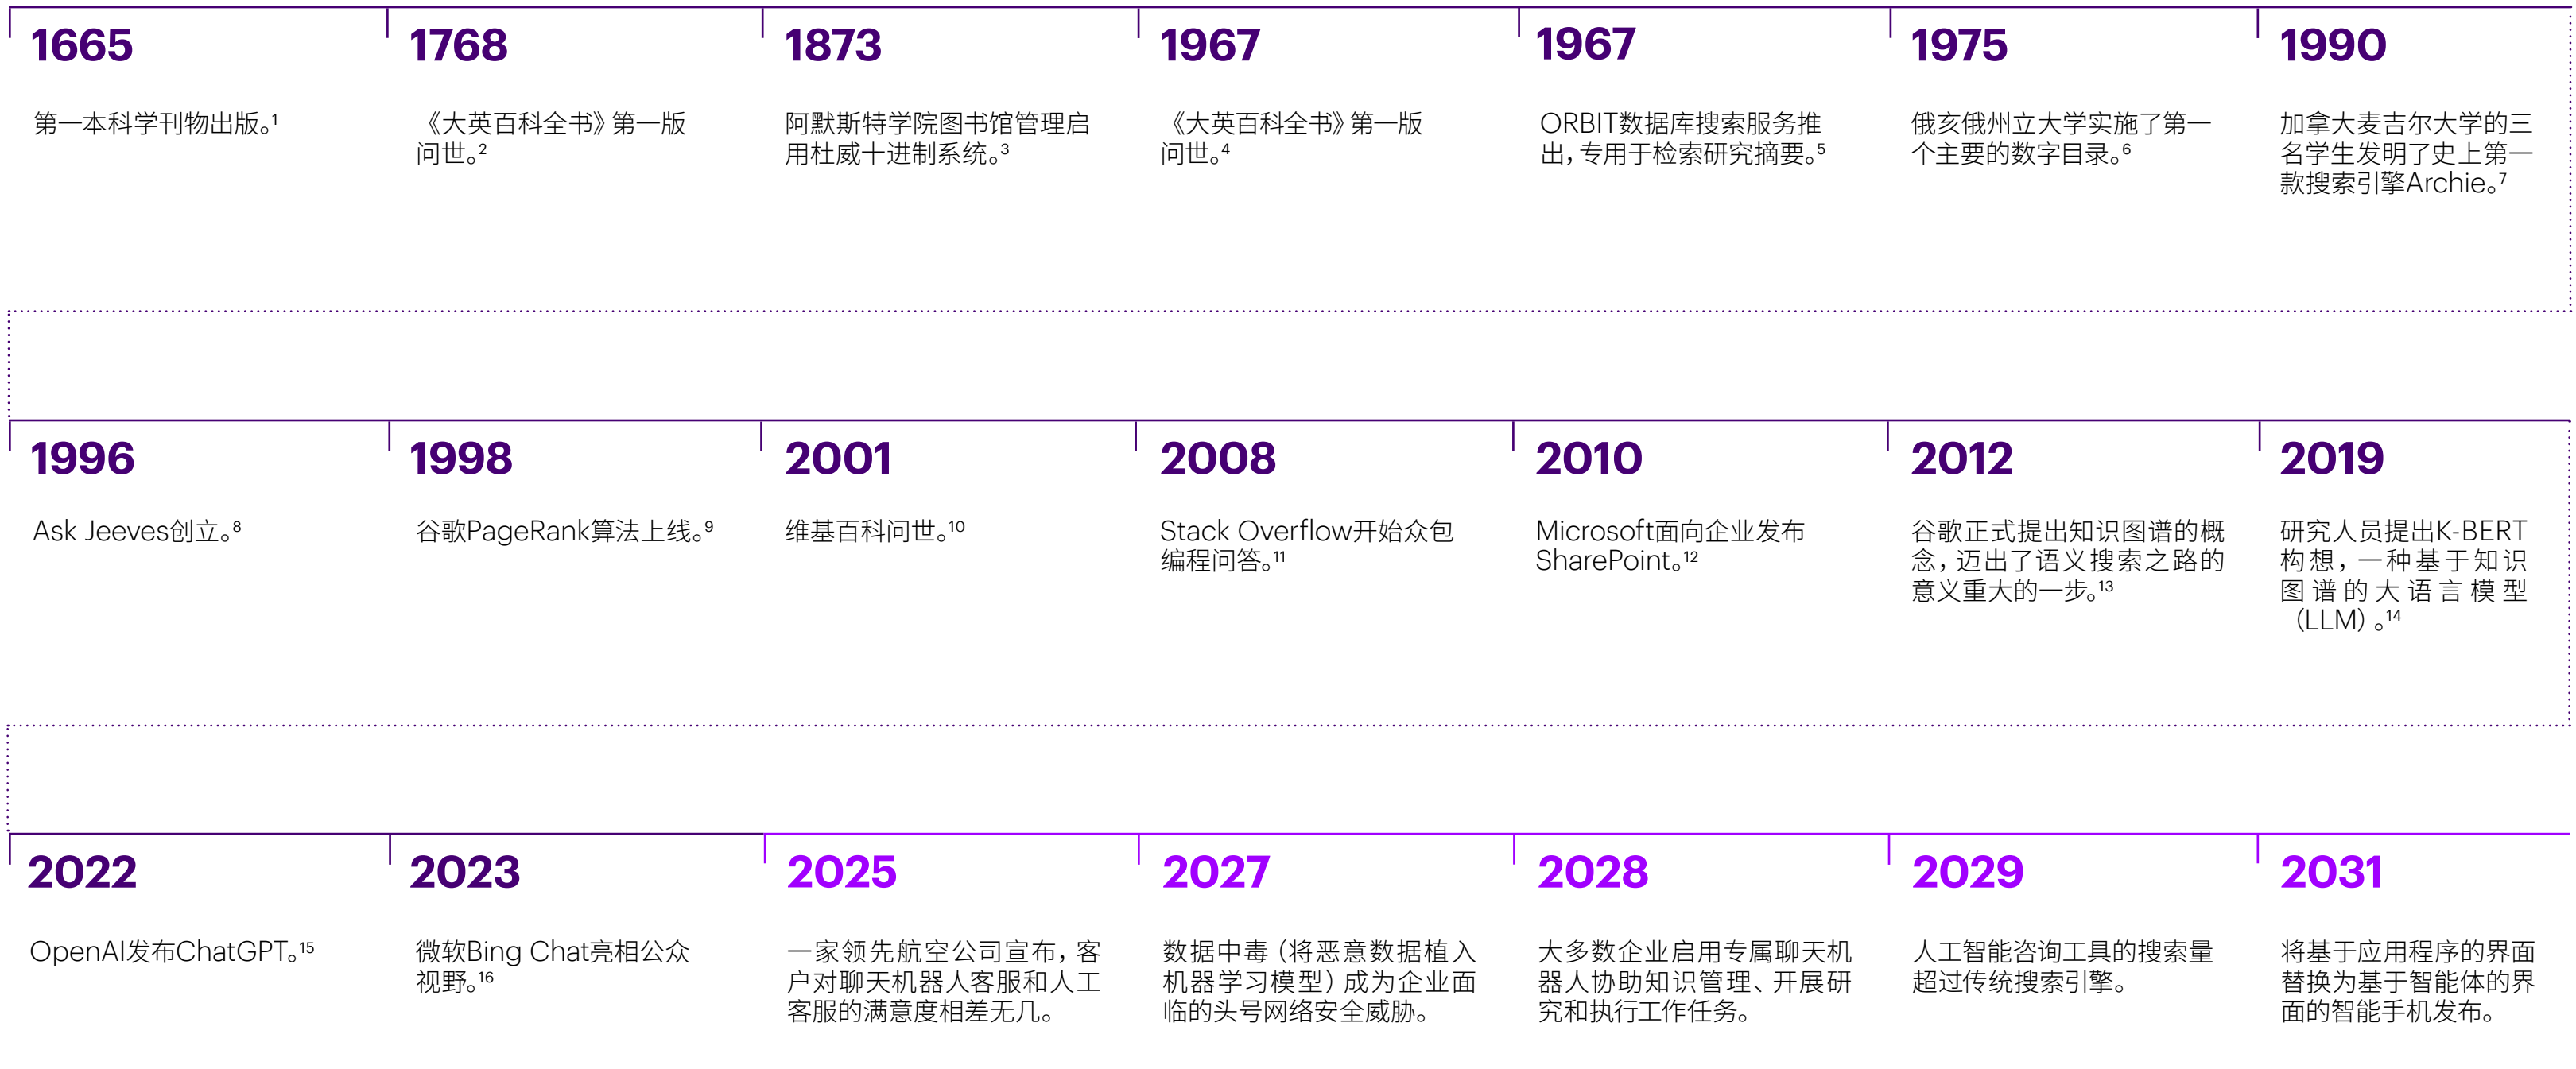 1665
第一本科学刊物出版。1
1768
《大英百科全书》第一版
问世。2
1873
阿默斯特学院图书馆管理启
用杜威十进制系统。3
1967
《大英百科全书》第一版
问世。4
1967
ORBIT数据库搜索服务推
出，专用于检索研究摘要。5
1975
俄亥俄州立大学实施了第一
个主要的数字目录。6
1990
加拿大麦吉尔大学的三
名学生发明了史上第一
款搜索引擎Archie。7
1996
Ask Jeeves创立。8
1998
谷歌PageRank算法上线。9
2001
维基百科问世。10
2008
Stack Overflow开始众包
编程问答。11
2010
Microsoft面向企业发布
SharePoint。12
2012
谷歌正式提出知识图谱的概
念，迈出了语义搜索之路的
意义重大的一步。13
2019
研究人员提出K-BERT
构想，一种基于知识
图谱的大语言模型
（LLM）。14
2022
OpenAI发布ChatGPT。15
2023
微软Bing Chat亮相公众
视野。16
2025
一家领先航空公司宣布，客
户对聊天机器人客服和人工
客服的满意度相差无几。
2027
数据中毒（将恶意数据植入
机器学习模型）成为企业面
临的头号网络安全威胁。
2028
大多数企业启用专属聊天机
器人协助知识管理、开展研
究和执行工作任务。
2029
人工智能咨询工具的搜索量
超过传统搜索引擎。
2031
将基于应用程序的界面
替换为基于智能体的界
面的智能手机发布。